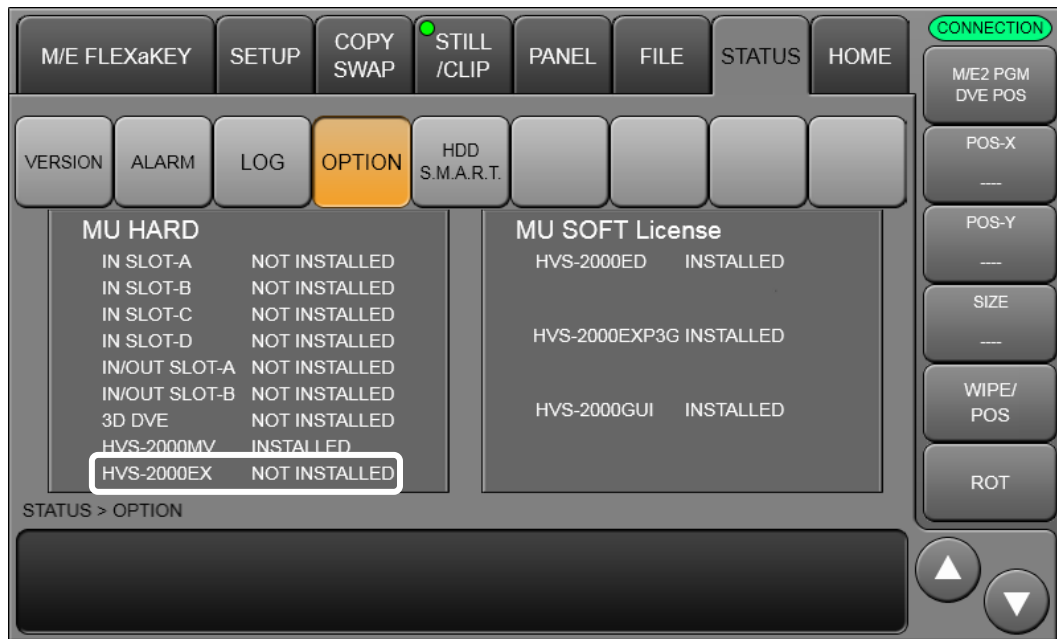 M/E FLEXaKEY
SETUP
COPY
SWAP
STILL
/CLIP
PANEL
FILE
STATUS
HOME
CONNECTION
M/E2 PGM
DVE POS
VERSION
ALARM
LOG
OPTION
HDD
S.M.A.R.T.
POS-X
----
POS-Y
----
SIZE
----
WIPE/
POS
ROT
MU HARD
IN SLOT-A NOT INSTALLED
IN SLOT-B NOT INSTALLED
IN SLOT-C NOT INSTALLED
IN SLOT-D NOT INSTALLED
IN/OUT SLOT-A NOT INSTALLED
IN/OUT SLOT-B NOT INSTALLED
3D DVE NOT INSTALLED
HVS-2000MV INSTALLED
HVS-2000EX NOT INSTALLED
MU SOFT License
HVS-2000ED INSTALLED
HVS-2000EXP3G INSTALLED
HVS-2000GUI INSTALLED
STATUS > OPTION